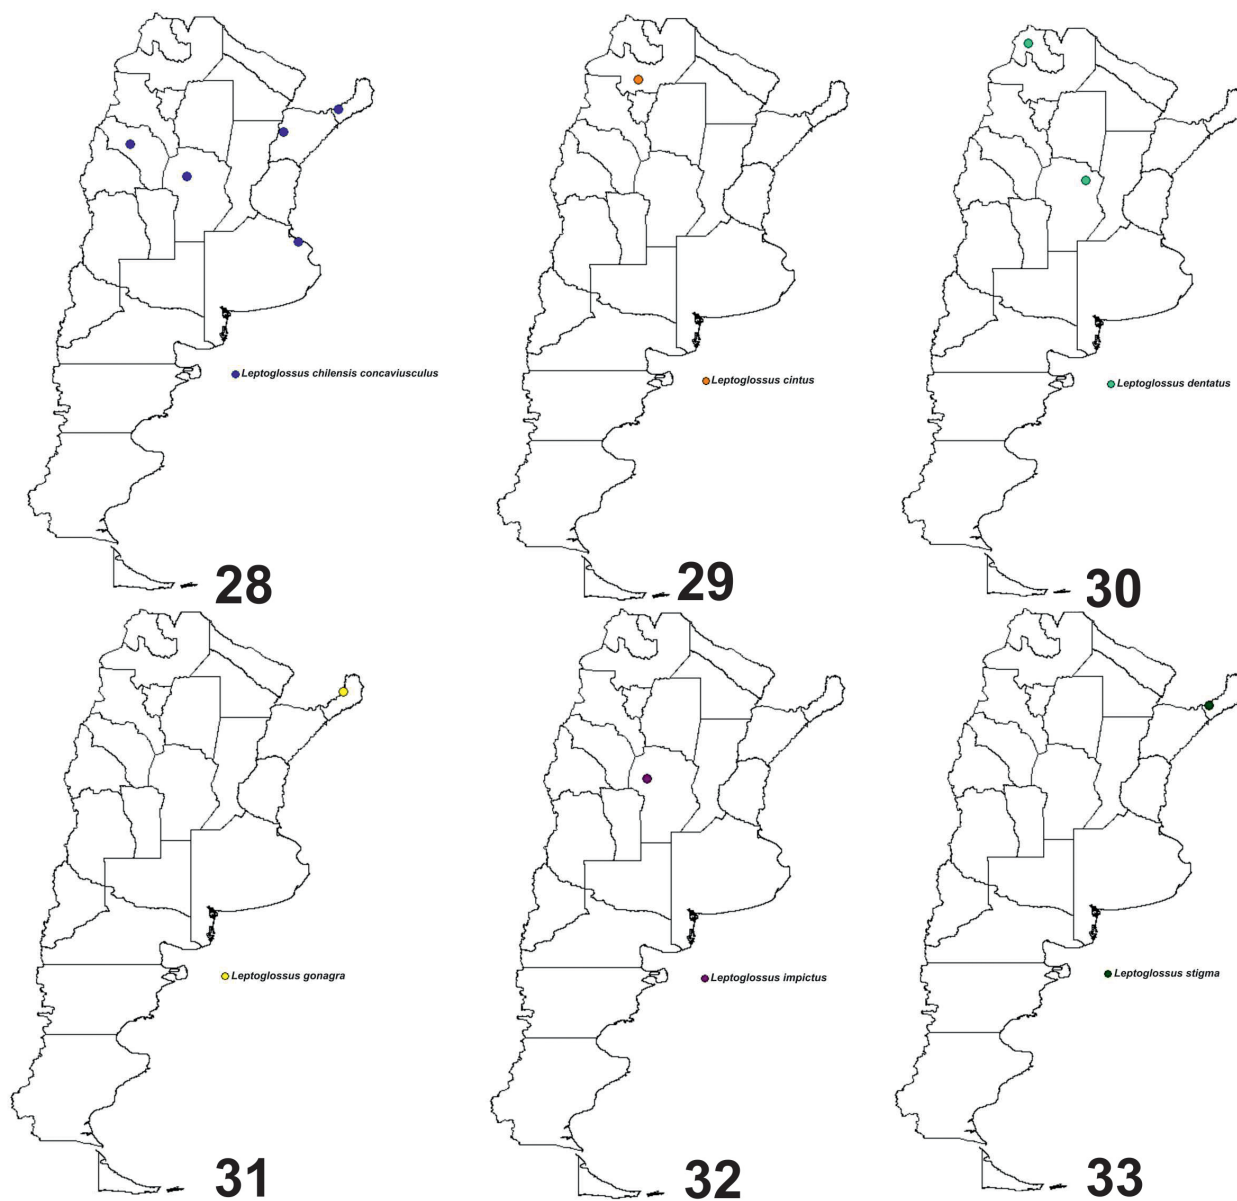 Leptoglossus chilensis concaviusculus
Leptoglossus cintus
Leptoglossus dentatus
28
29
30
Leptoglossus gonagra
Leptoglossus impictus
Leptoglossus stigma
31
32
33